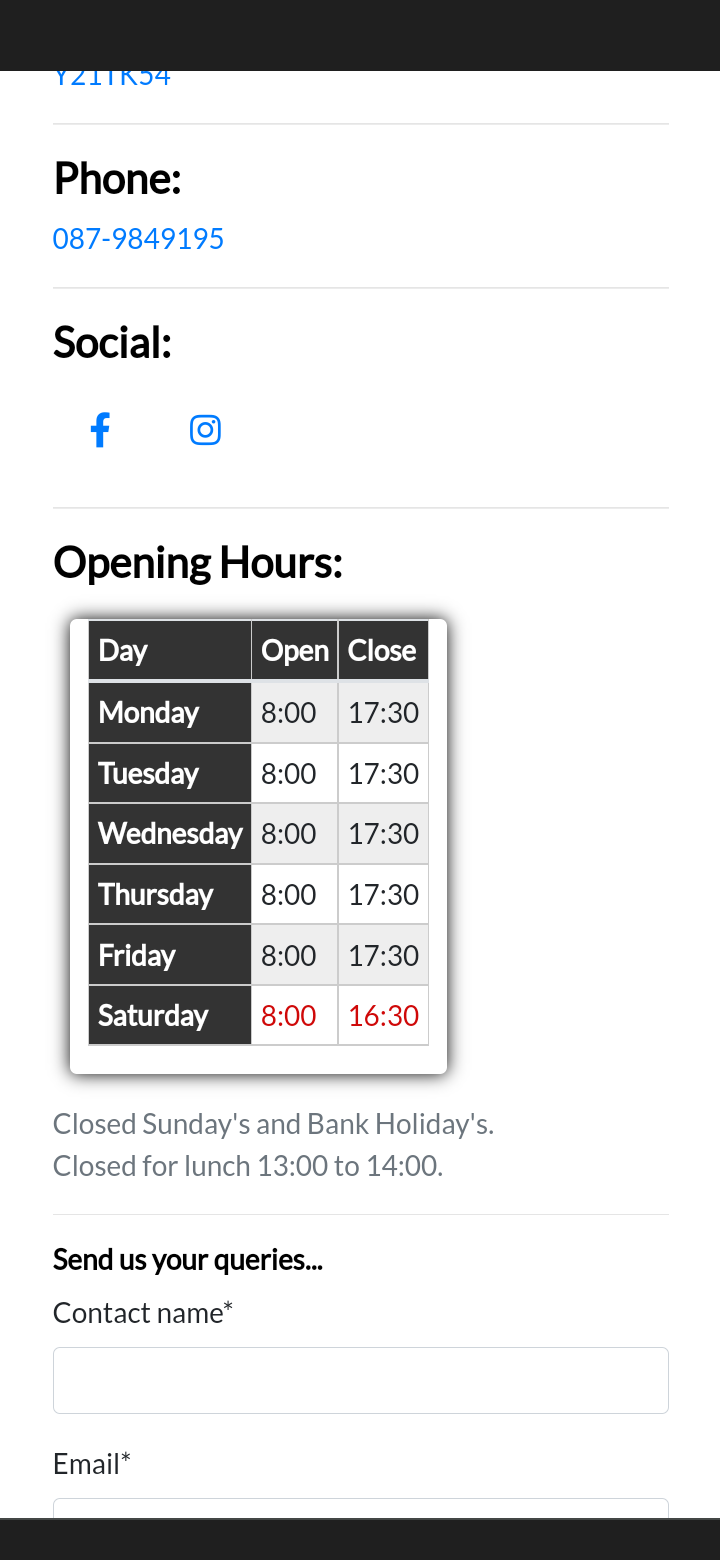 Y21TK54
Phone:
087-9849195
Social:
Opening Hours:
Day Open Close
Monday 8:00 17:30
Tuesday 8:00 17:30
Wednesday 8:00 17:30
Thursday 8:00 17:30
Friday 8:00 17:30
Saturday 8:00 16:30
Closed Sunday's and Bank Holiday's.
Closed for lunch 13:00 to 14:00.
Send us your queries...
Contact name*
Email*